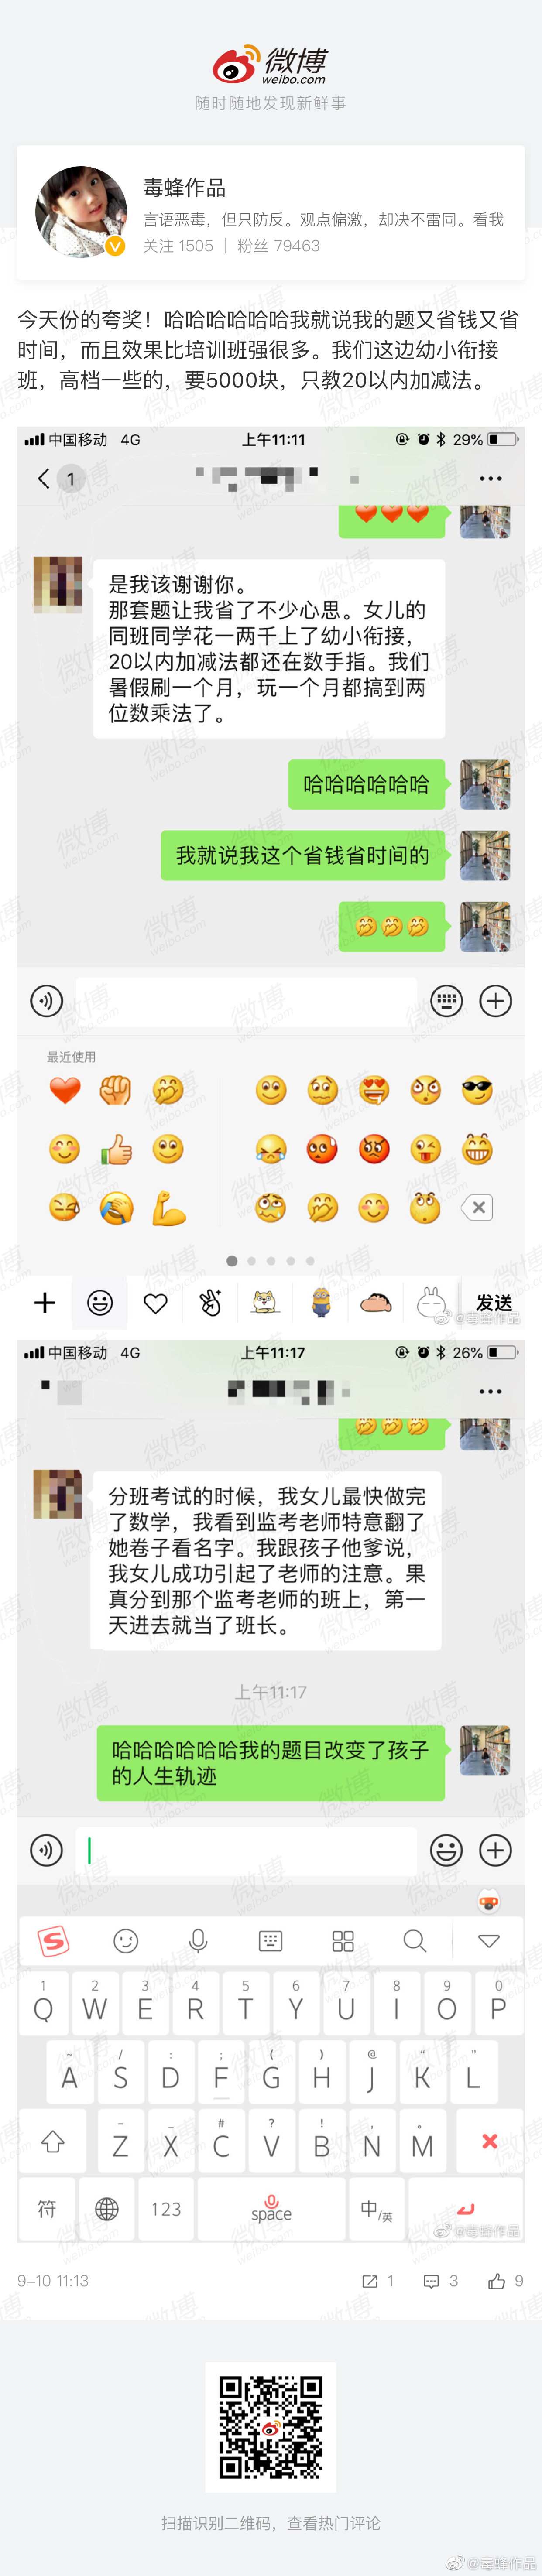 微博
weibo.com
随时随地发现新鲜事
毒蜂作品
言语恶毒，但只防反。观点偏激，却决不雷同。看我
关注 1505 | 粉丝 79463
今天份的夸奖！哈哈哈哈哈哈我就说我的题又省钱又省
时间，而且效果比培训班强很多。我们这边幼小衔接
班，高档一些的，要5000块，只教20以内加减法。
中国移动 4G 上午11:11 29%
1
是我该谢谢你。
那套题让我省了不少心思。女儿的
同班同学花一两千上了幼小衔接，
20以内加减法都还在数手指。我们
暑假刷一个月，玩一个月都搞到两
位数乘法了。
哈哈哈哈哈哈
我就说我这个省钱省时间的
最近使用
发送
@毒蜂作品
中国移动 4G 上午11:17 26%
分班考试的时候，我女儿最快做完
了数学，我看到监考老师特意翻了
她卷子看名字。我跟孩子他爹说，
我女儿成功引起了老师的注意。果
真分到那个监考老师的班上，第一
天进去就当了班长。
上午11:17
哈哈哈哈哈哈我的题目改变了孩子
的人生轨迹
S
1 2 3 4 5 6 7 8 9 0
Q W E R T Y U I O P
~ / : ; ( ) @ “ ”
A S D F G H J K L
- _ # ? ! , 。
Z X C V B N M
符 123 space 中/英
@毒蜂作品
9-10 11:13 1 3 9
扫描识别二维码，查看热门评论
@毒蜂作品